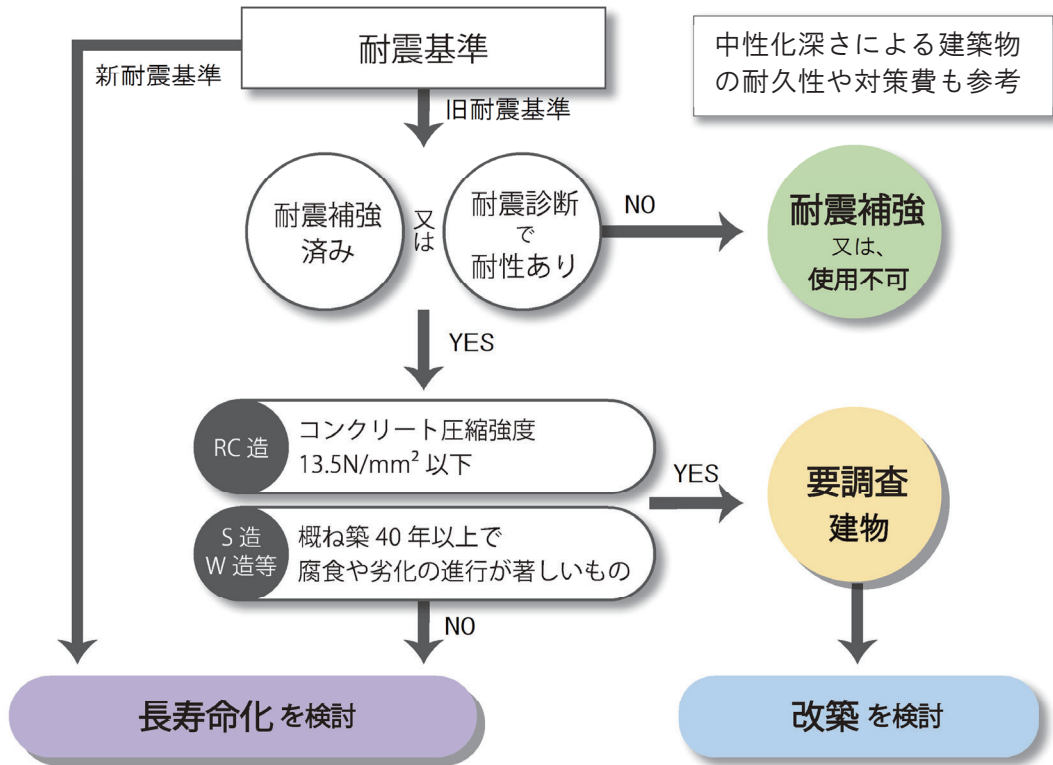 耐震基準
中性化深さによる建築物
の耐久性や対策費も参考
新耐震基準
旧耐震基準
耐震補強
済み
又は
耐震診断
で
耐性あり
NO
耐震補強
又は、
使用不可
YES
RC 造
コンクリート圧縮強度
13.5N/mm² 以下
YES
要調査
建物
S 造
W 造等
概ね築 40 年以上で
腐食や劣化の進行が著しいもの
NO
長寿命化 を検討
改築 を検討